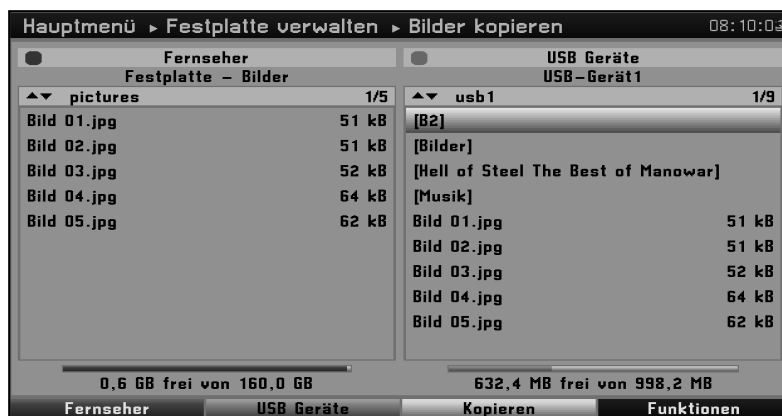 Hauptmenü ▸ Festplatte verwalten ▸ Bilder kopieren 08:10:03
Fernseher
Festplatte – Bilder
pictures 1/5
Bild 01.jpg 51 kB
Bild 02.jpg 51 kB
Bild 03.jpg 52 kB
Bild 04.jpg 64 kB
Bild 05.jpg 62 kB
0,6 GB frei von 160,0 GB
USB Geräte
USB-Gerät1
usb1 1/9
[B2]
[Bilder]
[Hell of Steel The Best of Manowar]
[Musik]
Bild 01.jpg 51 kB
Bild 02.jpg 51 kB
Bild 03.jpg 52 kB
Bild 04.jpg 64 kB
Bild 05.jpg 62 kB
632,4 MB frei von 998,2 MB
Fernseher USB Geräte Kopieren Funktionen